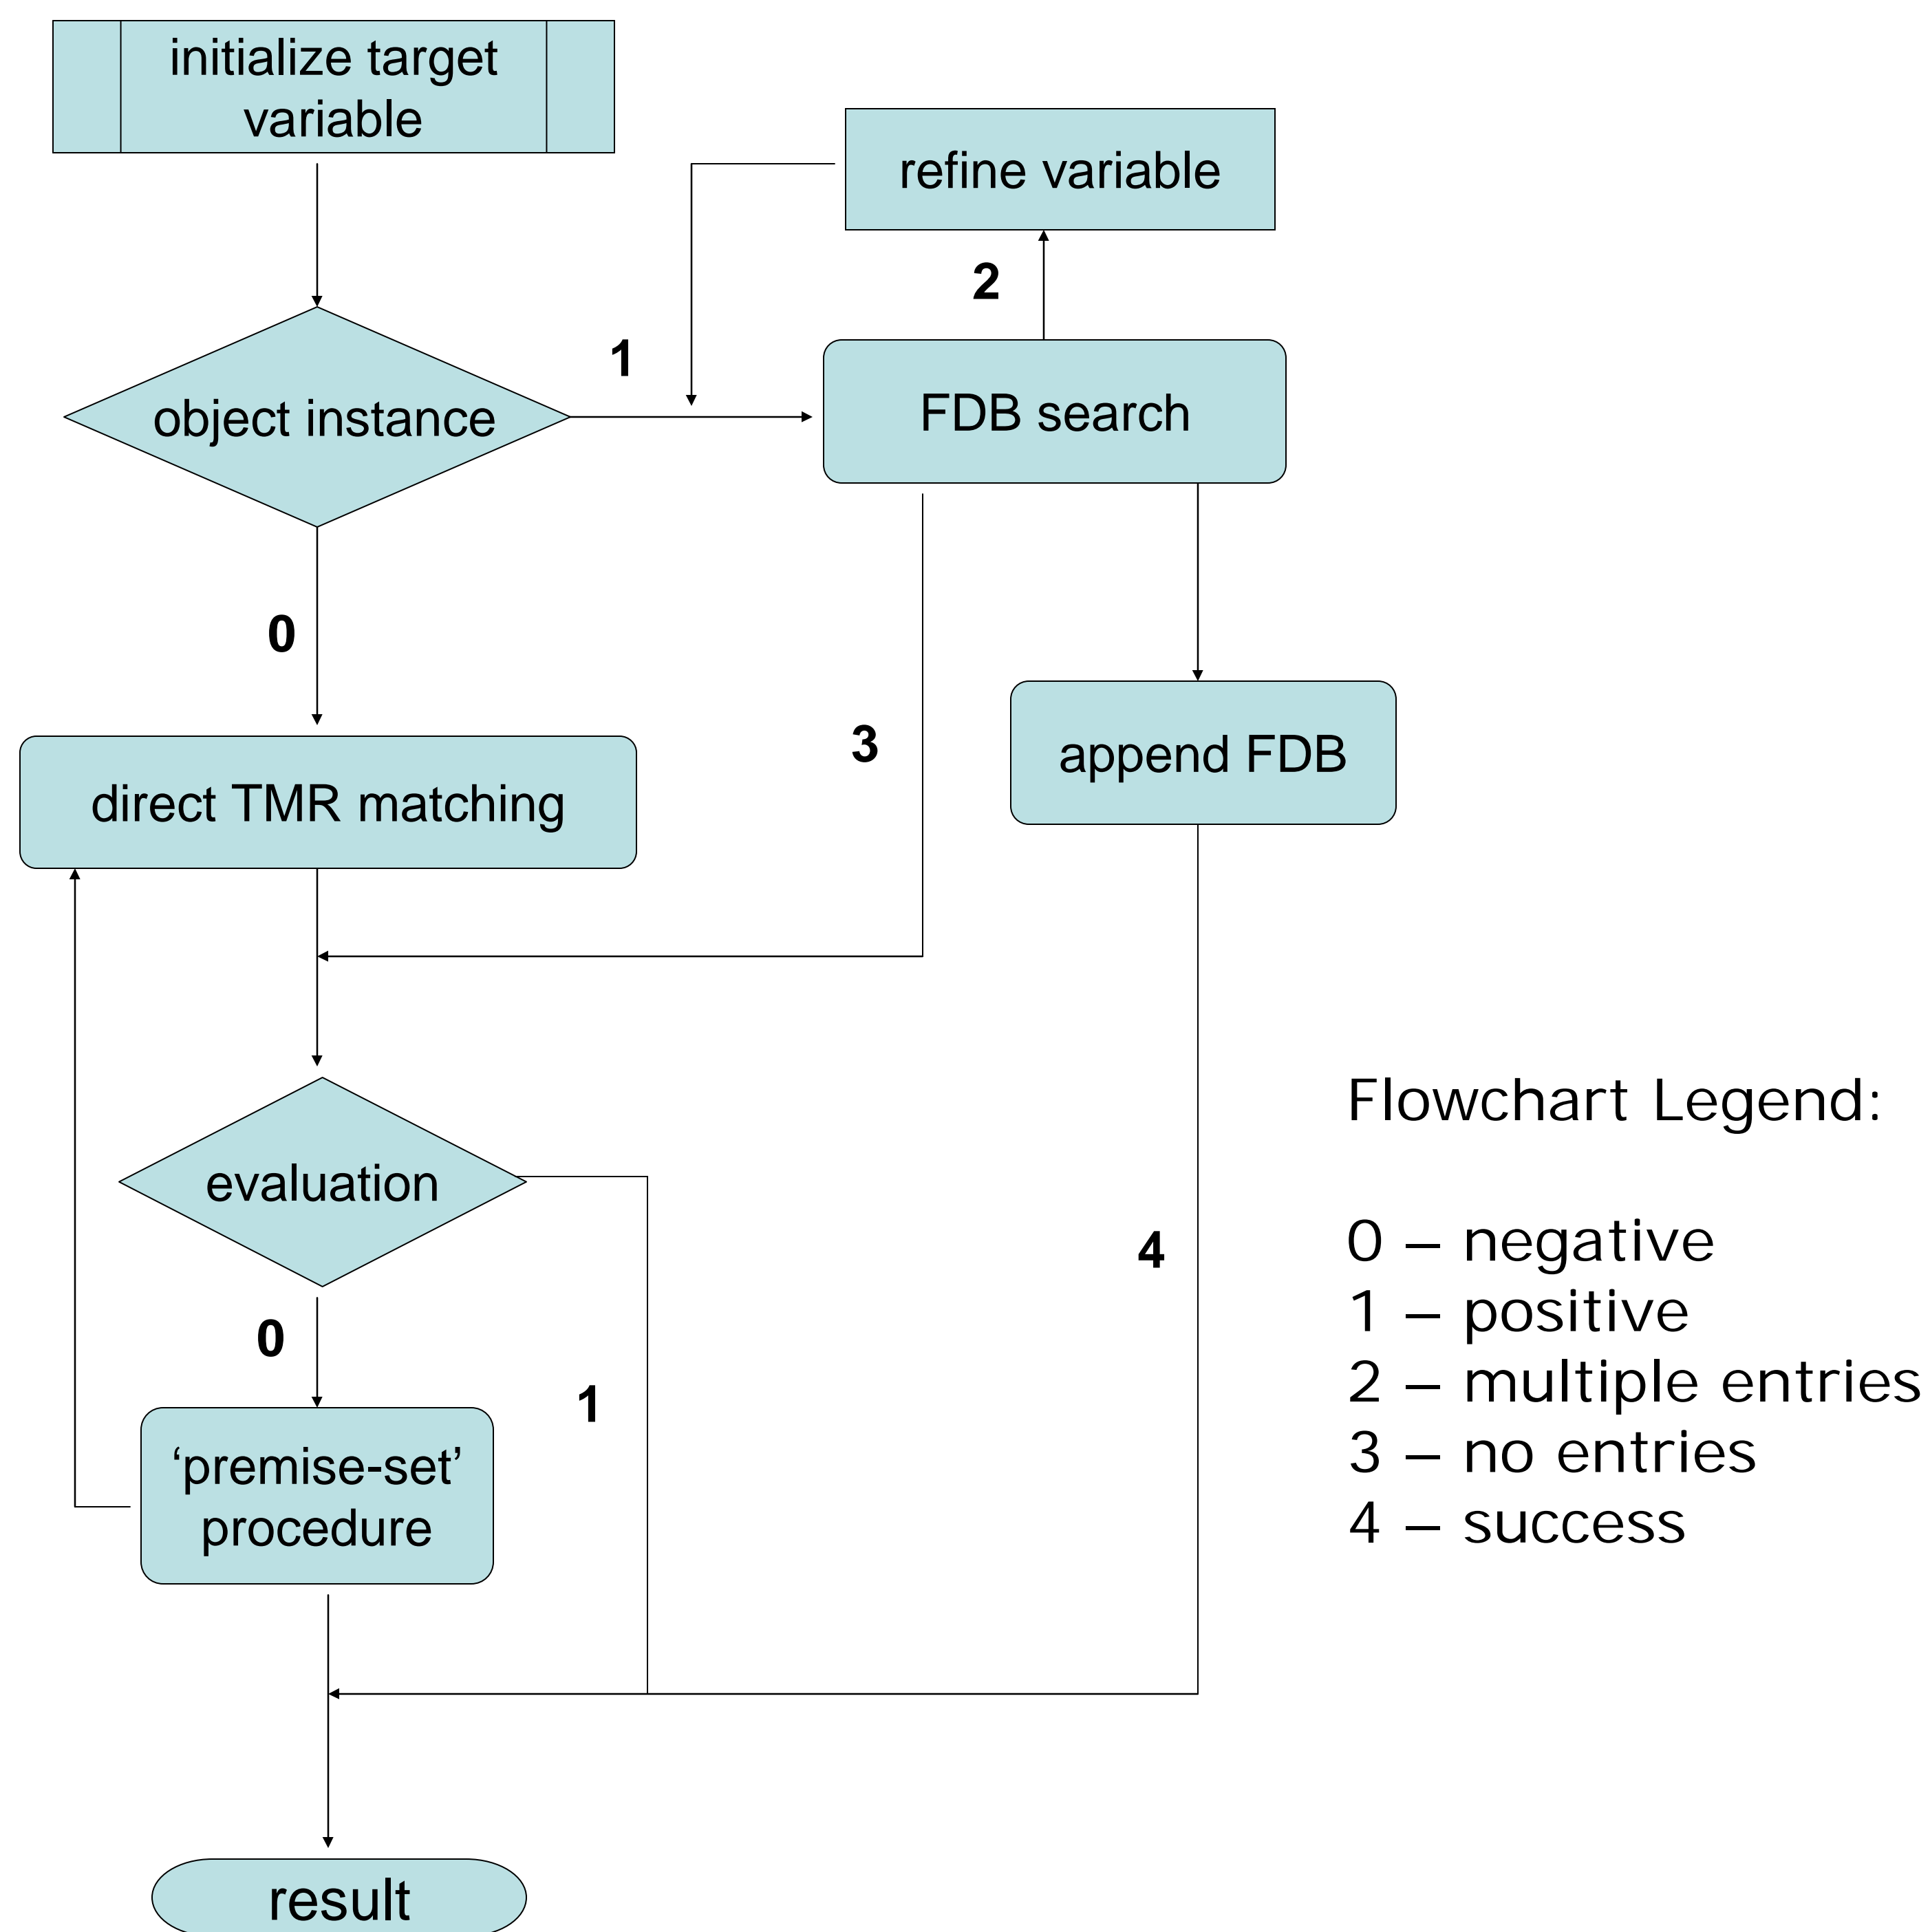 initialize target
variable
refine variable
2
1
object instance
FDB search
0
3
append FDB
direct TMR matching
Flowchart Legend:
evaluation
0 – negative
4
1 – positive
0
1
2 – multiple entries
3 – no entries
‘premise-set’
procedure
4 – success
result